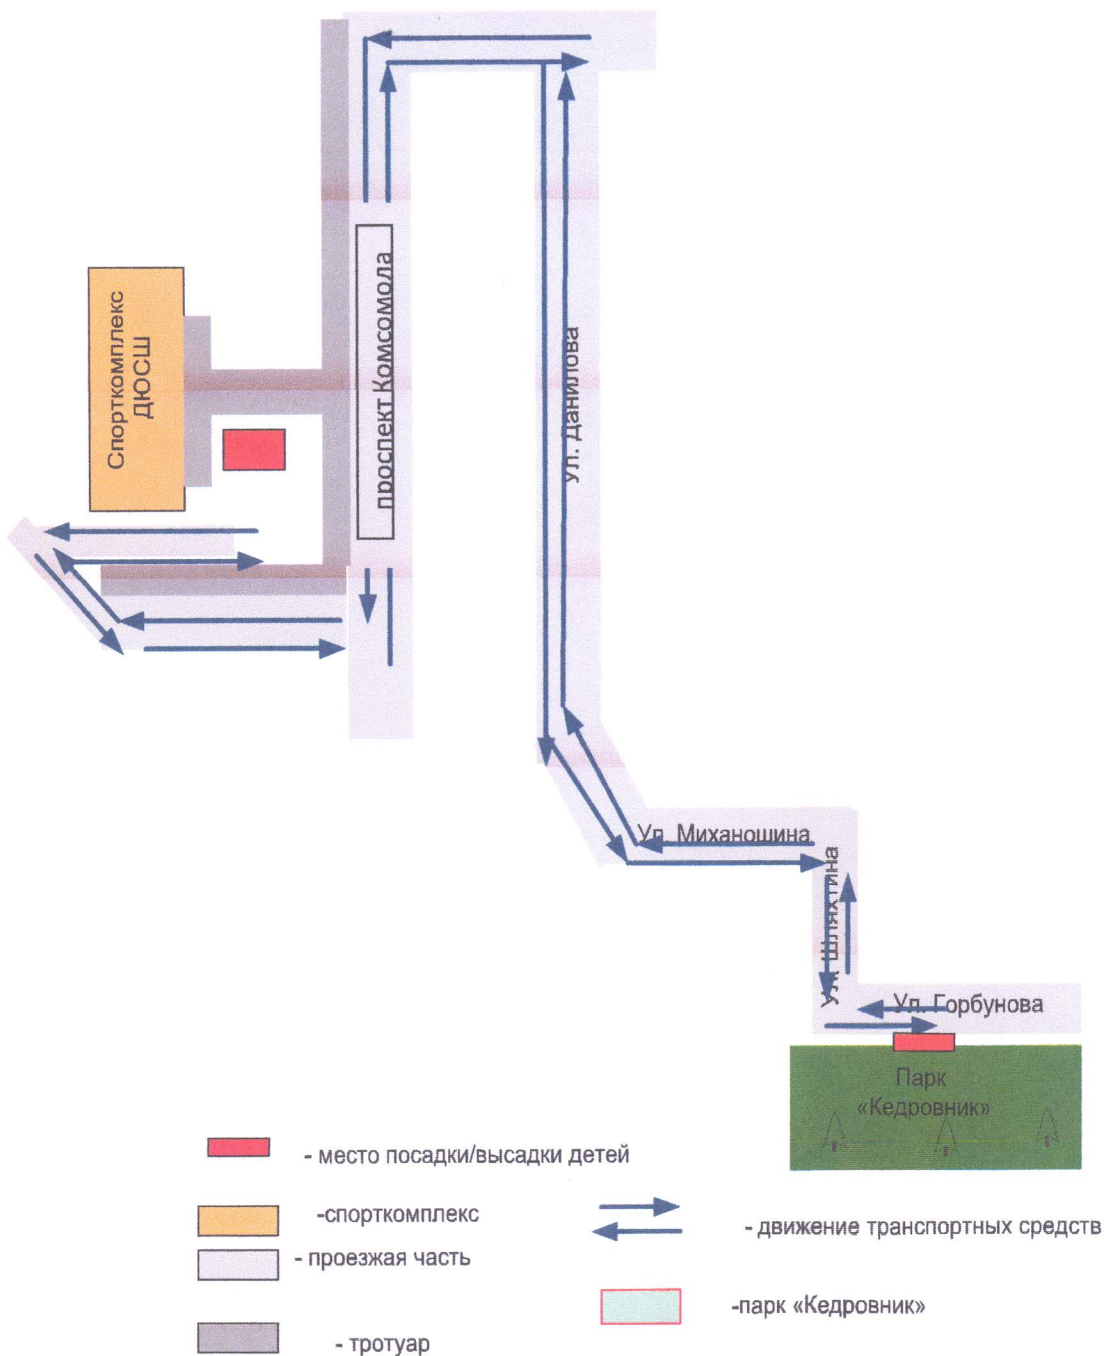 Спорткомплекс
ДЮСШ
проспект Комсомола
Ул. Данилова
Ул. Миханошина
Ул. Шляхтина
Ул. Горбунова
Парк
«Кедровник»
- место посадки/высадки детей
-спорткомплекс
- движение транспортных средств
- проезжая часть
-парк «Кедровник»
- тротуар